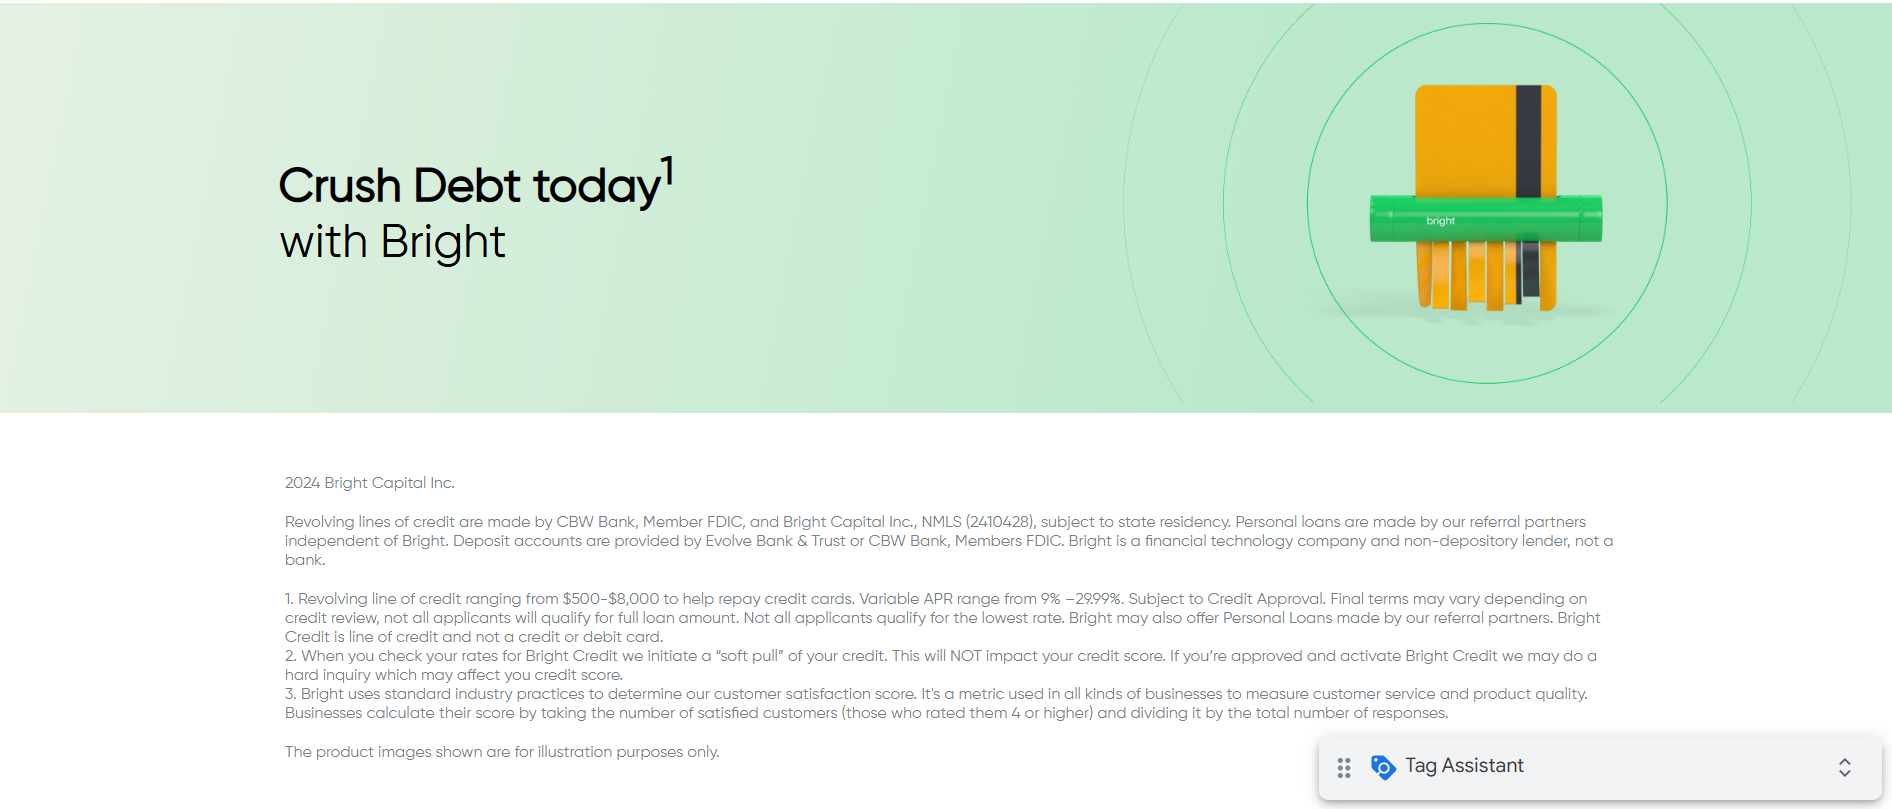 Crush Debt today1
with Bright
bright
2024 Bright Capital Inc.
Revolving lines of credit are made by CBW Bank, Member FDIC, and Bright Capital Inc., NMLS (2410428), subject to state residency. Personal loans are made by our referral partners
independent of Bright. Deposit accounts are provided by Evolve Bank & Trust or CBW Bank, Members FDIC. Bright is a financial technology company and non-depository lender, not a
bank.
1. Revolving line of credit ranging from $500-$8,000 to help repay credit cards. Variable APR range from 9% –29.99%. Subject to Credit Approval. Final terms may vary depending on
credit review, not all applicants will qualify for full loan amount. Not all applicants qualify for the lowest rate. Bright may also offer Personal Loans made by our referral partners. Bright
Credit is line of credit and not a credit or debit card.
2. When you check your rates for Bright Credit we initiate a “soft pull” of your credit. This will NOT impact your credit score. If you’re approved and activate Bright Credit we may do a
hard inquiry which may affect you credit score.
3. Bright uses standard industry practices to determine our customer satisfaction score. It's a metric used in all kinds of businesses to measure customer service and product quality.
Businesses calculate their score by taking the number of satisfied customers (those who rated them 4 or higher) and dividing it by the total number of responses.
The product images shown are for illustration purposes only.
Tag Assistant